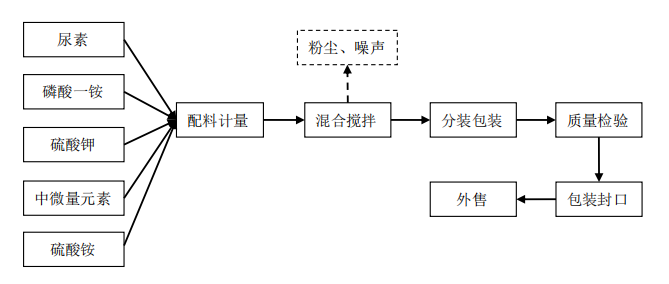 尿素
磷酸一铵
硫酸钾
中微量元素
硫酸铵
配料计量
粉尘、噪声
混合搅拌
分装包装
质量检验
包装封口
外售